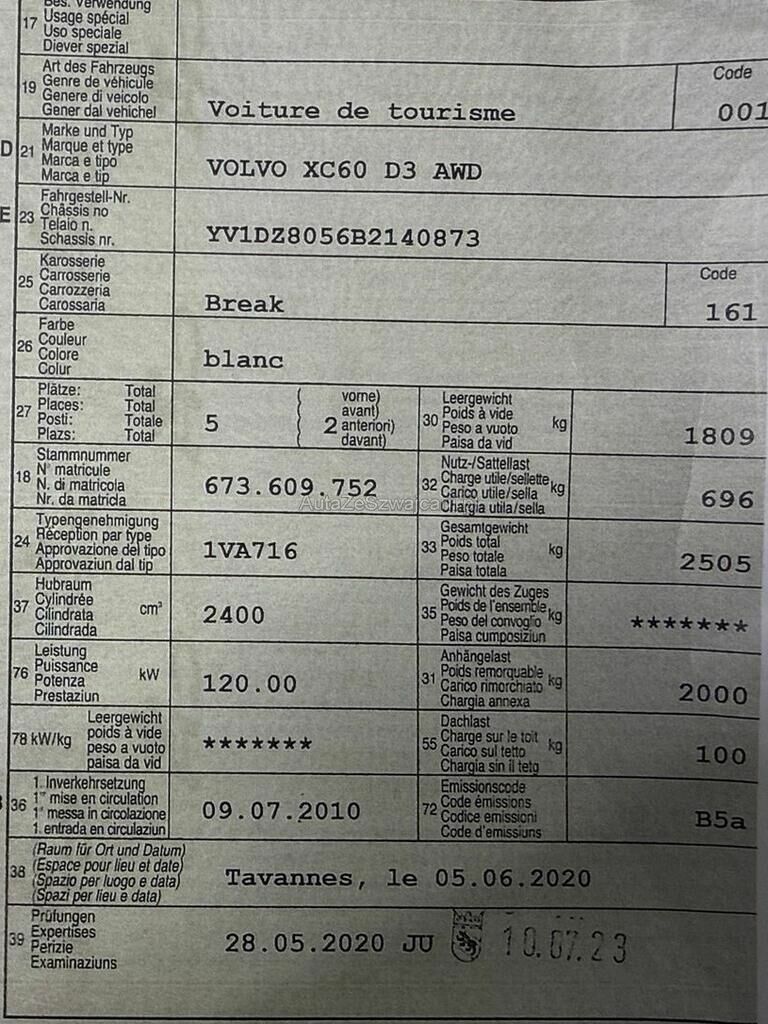 Bes. Verwendung
17 Usage spécial
Uso speciale
Diever spezial
19 Art des Fahrzeugs
Genre de véhicule
Genere di veicolo
Gener dal vehichel
Voiture de tourisme
Code
001
D 21 Marke und Typ
Marque et type
Marca e tipo
Marca e tip
VOLVO XC60 D3 AWD
E 23 Fahrgestell-Nr.
Châssis no
Telaio n.
Schassis nr.
YV1DZ8056B2140873
25 Karosserie
Carrosserie
Carrozzeria
Carossaria
Break
Code
161
26 Farbe
Couleur
Colore
Colur
blanc
27 Plätze: Total
Places: Total
Posti: Totale
Plazs: Total
5
( vorne)
( avant)
( 2 anteriori)
( davant)
30 Leergewicht
Poids à vide
Peso a vuoto
Paisa da vid
kg
1809
18 Stammnummer
N° matricule
N. di matricola
Nr. da matricla
673.609.752
32 Nutz-/Sattellast
Charge utile/sellette
Carico utile/sella
Chargia utila/sella
kg
696
AutaZeSzwajcar
24 Typengenehmigung
Réception par type
Approvazione del tipo
Approvaziun dal tip
1VA716
33 Gesamtgewicht
Poids total
Peso totale
Paisa totala
kg
2505
37 Hubraum
Cylindrée
Cilindrata
Cilindrada
cm³
2400
35 Gewicht des Zuges
Poids de l'ensemble
Peso del convoglio
Paisa cumposiziun
kg
*******
76 Leistung
Puissance
Potenza
Prestaziun
kW
120.00
31 Anhängelast
Poids remorquable
Carico rimorchiato
Chargia annexa
kg
2000
78 kW/kg
Leergewicht
poids à vide
peso a vuoto
paisa da vid
*******
55 Dachlast
Charge sur le toit
Carico sul tetto
Chargia sin il tetg
kg
100
36 1. Inverkehrsetzung
1re mise en circulation
1a messa in circolazione
1. entrada en circulaziun
09.07.2010
72 Emissionscode
Code émissions
Codice emissioni
Code d'emissiuns
B5a
38 (Raum für Ort und Datum)
(Espace pour lieu et date)
(Spazio per luogo e data)
(Spazi per lieu e data)
Tavannes, le 05.06.2020
39 Prüfungen
Expertises
Perizie
Examinaziuns
28.05.2020 JU
10.07.23